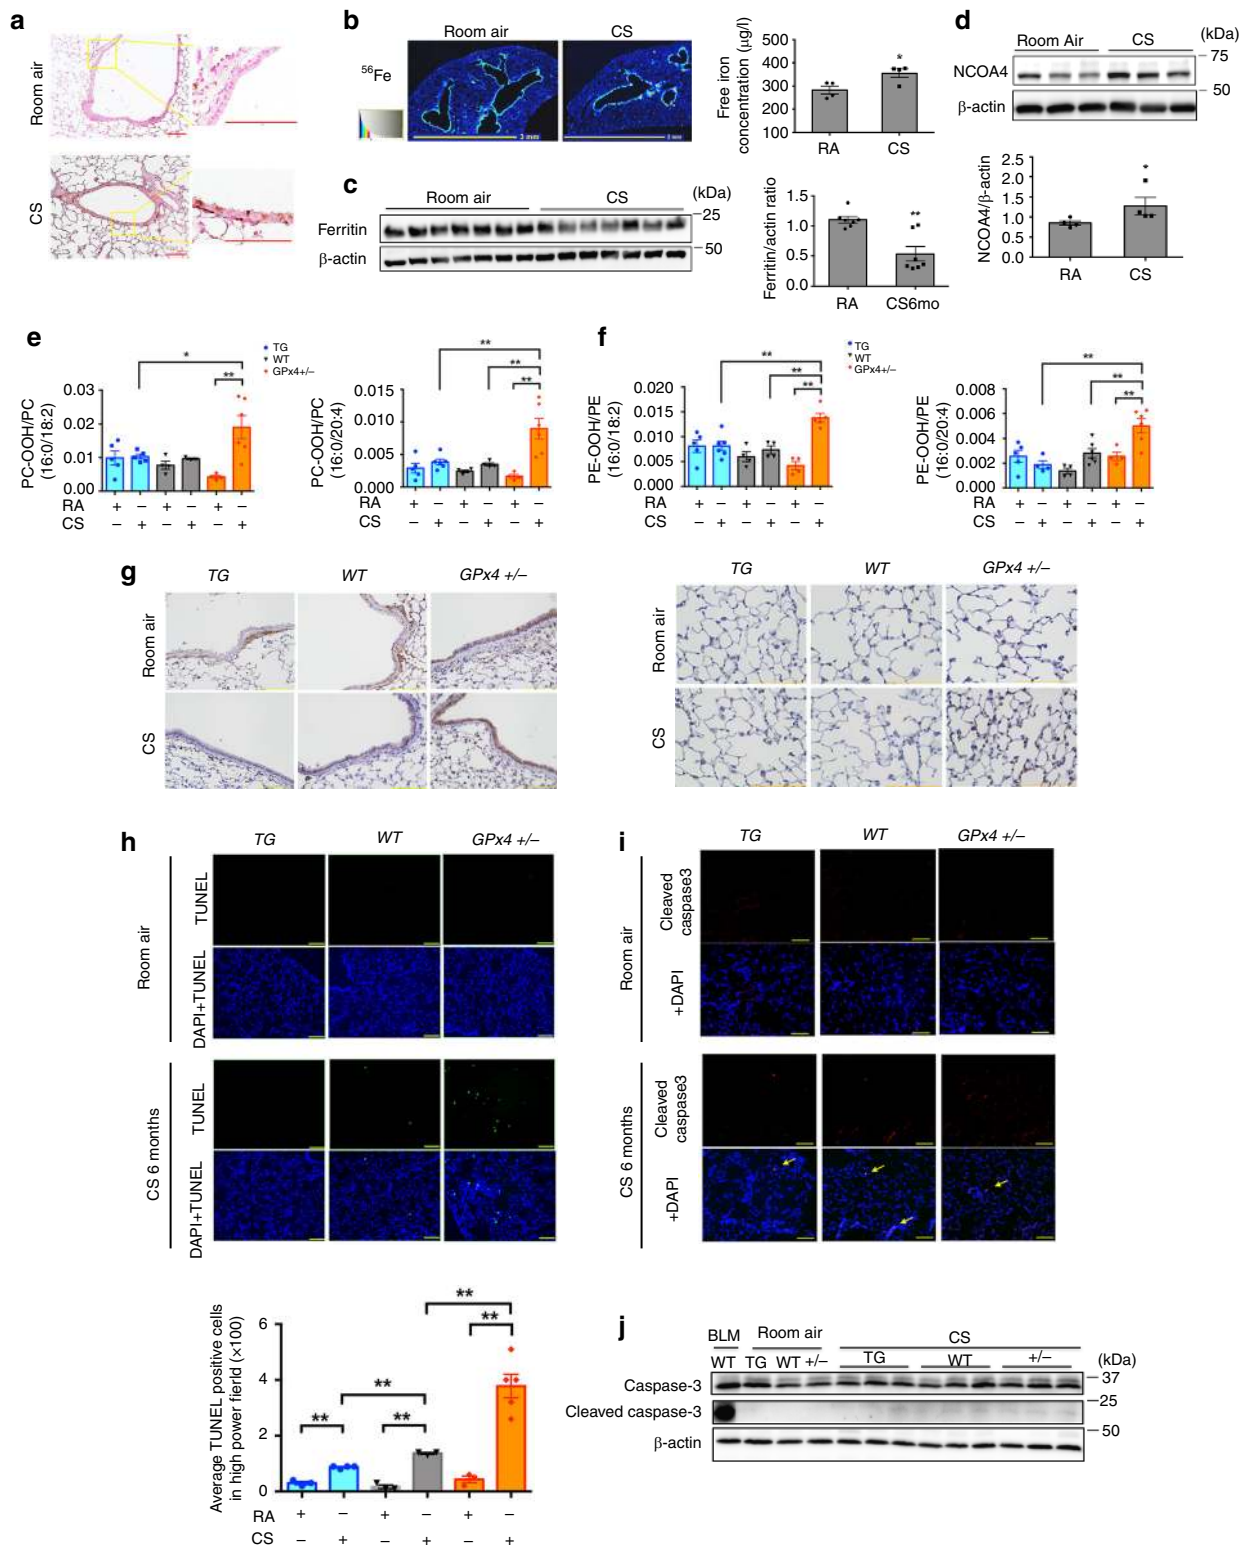 a
Room air
CS
b
Room air CS
56Fe
3 mm
Free iron
concentration (µg/l)
500
400
300
200
100
*
RA CS
c
Room air CS (kDa)
Ferritin
25
β-actin
50
Ferritin/actin ratio
1.5
1.0
0.5
0.0
**
RA CS6mo
d
Room Air CS (kDa)
75
NCOA4
50
β-actin
NCOA4/β-actin
2.5
2.0
1.5
1.0
0.5
0.0
*
RA CS
e
TG
WT
GPx4+/–
PC-OOH/PC
(16:0/18:2)
0.03
0.02
0.01
0.00
*
**
RA + – + – + –
CS – + – + – +
PC-OOH/PC
(16:0/20:4)
0.015
0.010
0.005
0.000
**
**
**
+ – + – + –
– + – + – +
f
TG
WT
GPx4+/–
PE-OOH/PE
(16:0/18:2)
0.020
0.015
0.010
0.005
0.000
**
**
**
RA + – + – + –
CS – + – + – +
PE-OOH/PE
(16:0/20:4)
0.006
0.004
0.002
0.000
**
**
**
+ – + – + –
– + – + – +
g
TG WT GPx4 +/–
Room air
CS
TG WT GPx4 +/–
Room air
CS
h
TG WT GPx4 +/–
Room air
TUNEL
DAPI+TUNEL
CS 6 months
TUNEL
DAPI+TUNEL
Average TUNEL positive cells
in high power fierld (×100)
6
4
2
0
**
**
**
**
**
RA + – + – + –
CS – + – + – +
i
TG WT GPx4 +/–
Room air
Cleaved
caspase3
+DAPI
CS 6 months
Cleaved
caspase3
+DAPI
j
BLM Room air CS
WT TG WT +/– TG WT +/– (kDa)
Caspase-3
37
Cleaved caspase-3
25
β-actin
50